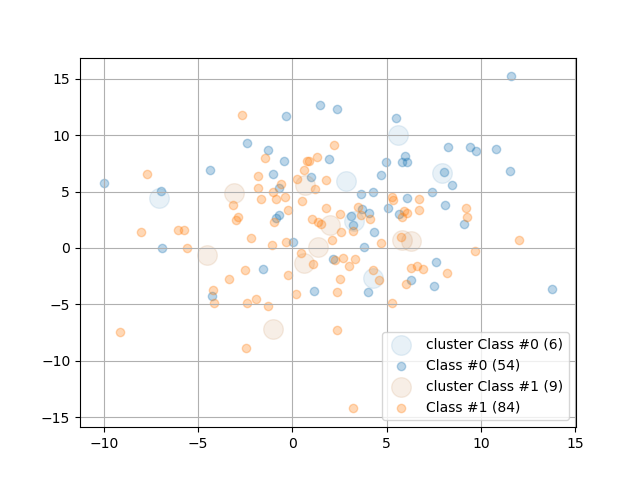 15
10
5
0
−5
−10
−15
−10 −5 0 5 10 15
cluster Class #0 (6)
Class #0 (54)
cluster Class #1 (9)
Class #1 (84)